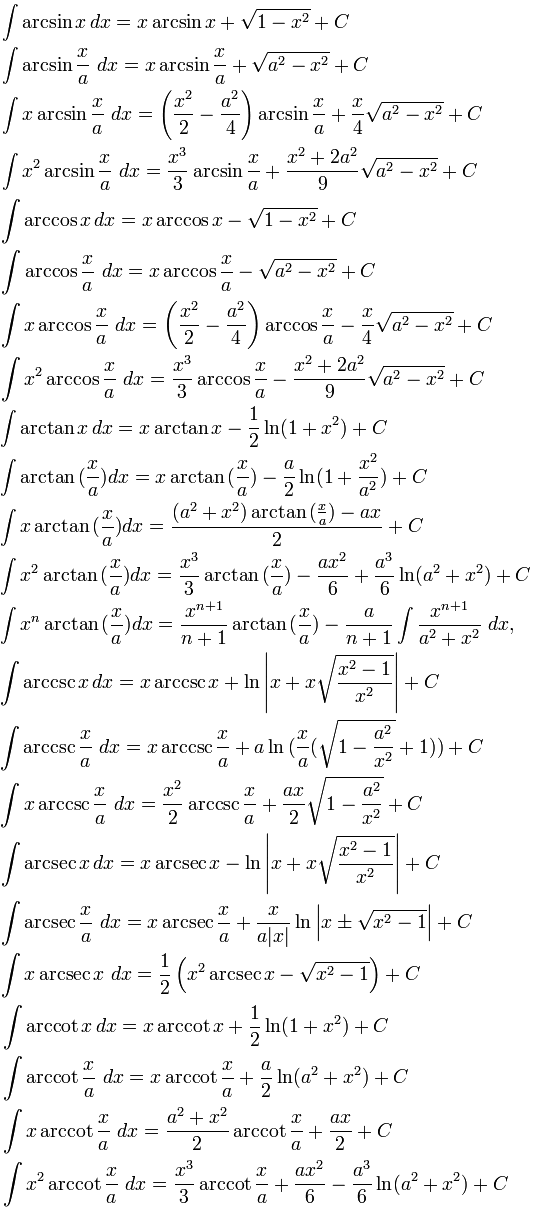 ∫ arcsin x dx = x arcsin x + √(1 − x²) + C
∫ arcsin x/a dx = x arcsin x/a + √(a² − x²) + C
∫ x arcsin x/a dx = (x²/2 − a²/4) arcsin x/a + x/4 √(a² − x²) + C
∫ x² arcsin x/a dx = x³/3 arcsin x/a + (x² + 2a²)/9 √(a² − x²) + C
∫ arccos x dx = x arccos x − √(1 − x²) + C
∫ arccos x/a dx = x arccos x/a − √(a² − x²) + C
∫ x arccos x/a dx = (x²/2 − a²/4) arccos x/a − x/4 √(a² − x²) + C
∫ x² arccos x/a dx = x³/3 arccos x/a − (x² + 2a²)/9 √(a² − x²) + C
∫ arctan x dx = x arctan x − 1/2 ln(1 + x²) + C
∫ arctan (x/a)dx = x arctan (x/a) − a/2 ln(1 + x²/a²) + C
∫ x arctan (x/a)dx = ((a² + x²) arctan (x/a) − ax)/2 + C
∫ x² arctan (x/a)dx = x³/3 arctan (x/a) − ax²/6 + a³/6 ln(a² + x²) + C
∫ xⁿ arctan (x/a)dx = xⁿ⁺¹/(n + 1) arctan (x/a) − a/(n + 1) ∫ xⁿ⁺¹/(a² + x²) dx,
∫ arccsc x dx = x arccsc x + ln |x + x√((x² − 1)/x²)| + C
∫ arccsc x/a dx = x arccsc x/a + a ln (x/a(√(1 − a²/x²) + 1)) + C
∫ x arccsc x/a dx = x²/2 arccsc x/a + ax/2 √(1 − a²/x²) + C
∫ arcsec x dx = x arcsec x − ln |x + x√((x² − 1)/x²)| + C
∫ arcsec x/a dx = x arcsec x/a + x/(a|x|) ln |x ± √(x² − 1)| + C
∫ x arcsec x dx = 1/2 (x² arcsec x − √(x² − 1)) + C
∫ arccot x dx = x arccot x + 1/2 ln(1 + x²) + C
∫ arccot x/a dx = x arccot x/a + a/2 ln(a² + x²) + C
∫ x arccot x/a dx = (a² + x²)/2 arccot x/a + ax/2 + C
∫ x² arccot x/a dx = x³/3 arccot x/a + ax²/6 − a³/6 ln(a² + x²) + C